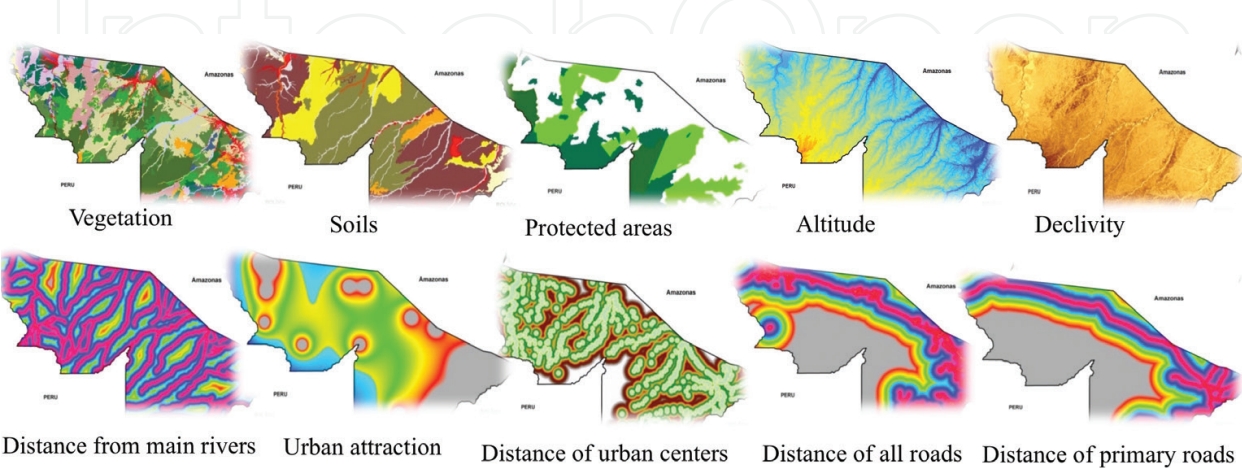 Amazonas
PERU
Vegetation
Amazonas
PERU
Soils
Amazonas
PERU
Protected areas
Amazonas
PERU
Altitude
Amazonas
PERU
Declivity
Amazonas
PERU
Distance from main rivers
Amazonas
PERU
Urban attraction
Amazonas
PERU
Distance of urban centers
Amazonas
PERU
Distance of all roads
Amazonas
PERU
Distance of primary roads